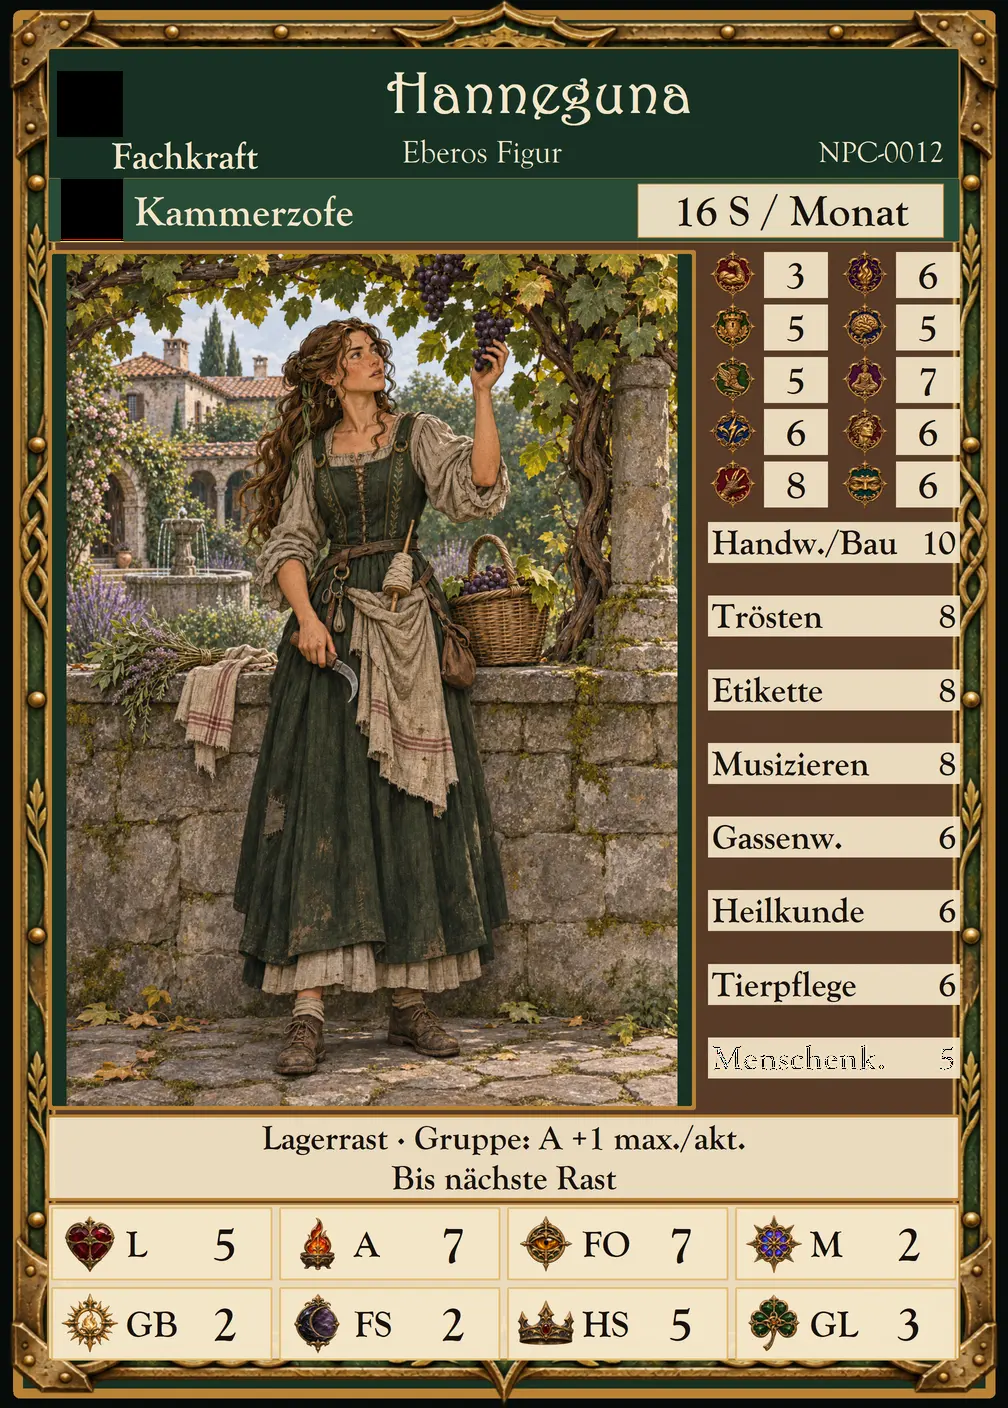 Hanneguna
Fachkraft Eberos Figur NPC-0012
Kammerzofe 16 S / Monat
3 6
5 5
5 7
6 6
8 6
Handw./Bau 10
Trösten 8
Etikette 8
Musizieren 8
Gassenw. 6
Heilkunde 6
Tierpflege 6
Menschenk. 5
Lagerrast · Gruppe: A +1 max./akt.
Bis nächste Rast
L 5 A 7 FO 7 M 2
GB 2 FS 2 HS 5 GL 3